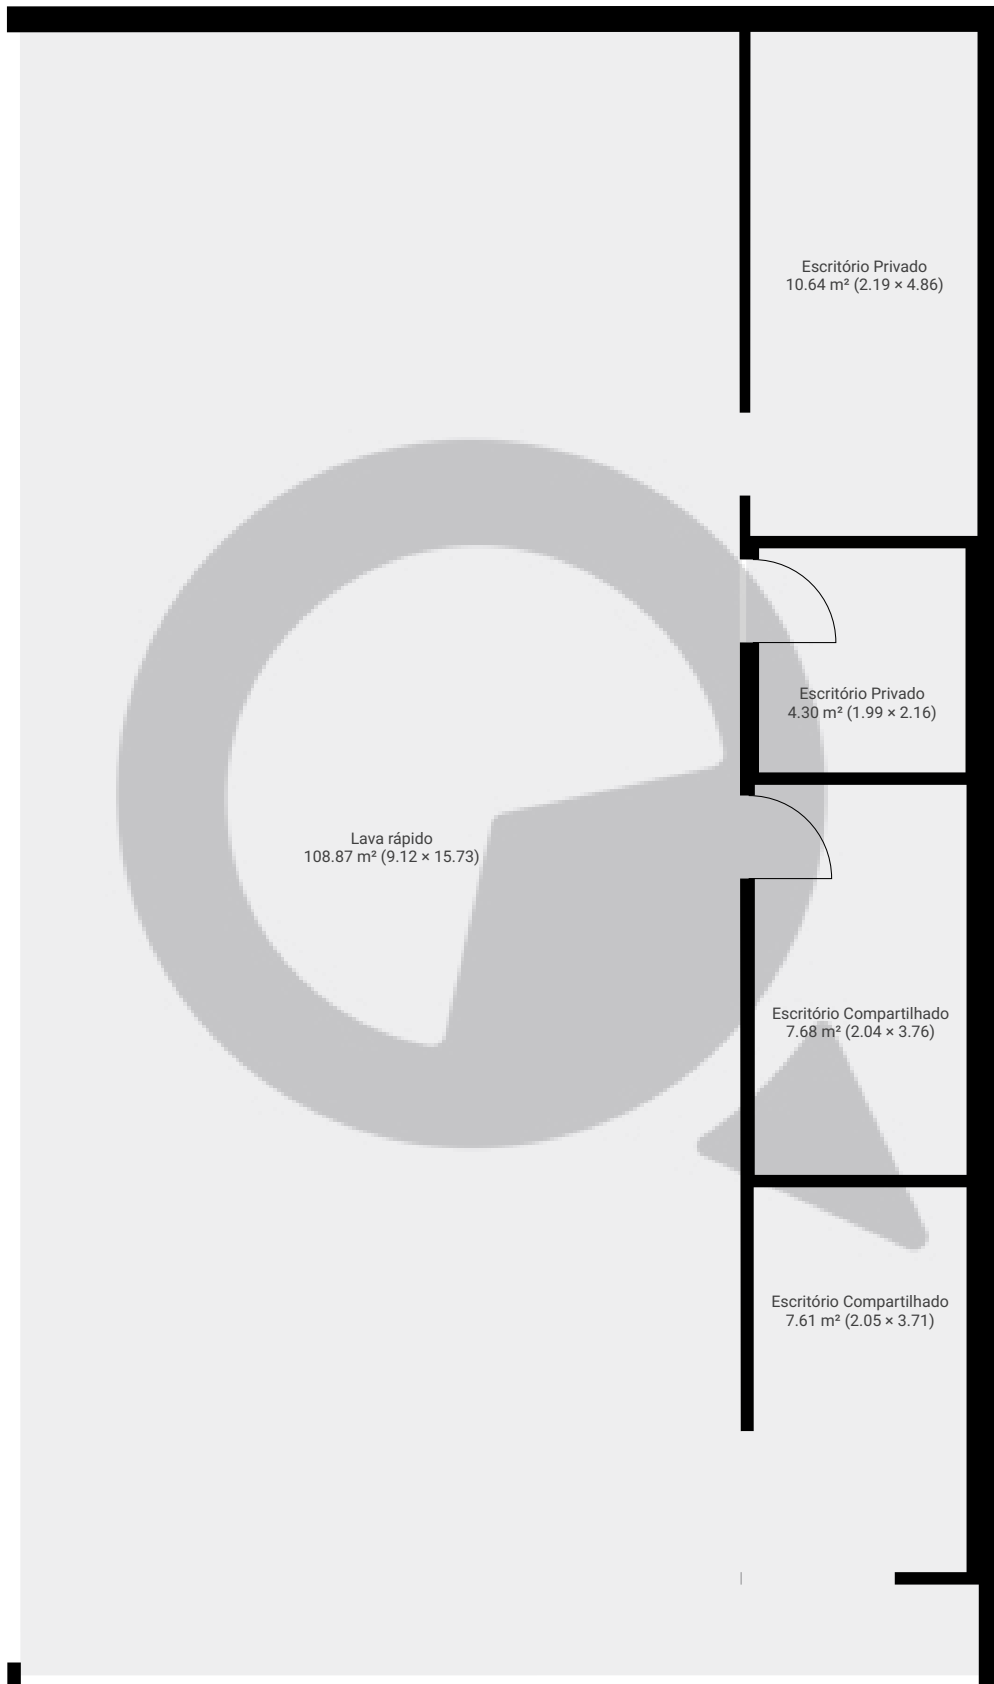 Escritório Privado
10.64 m² (2.19 × 4.86)
Escritório Privado
4.30 m² (1.99 × 2.16)
Lava rápido
108.87 m² (9.12 × 15.73)
Escritório Compartilhado
7.68 m² (2.04 × 3.76)
Escritório Compartilhado
7.61 m² (2.05 × 3.71)